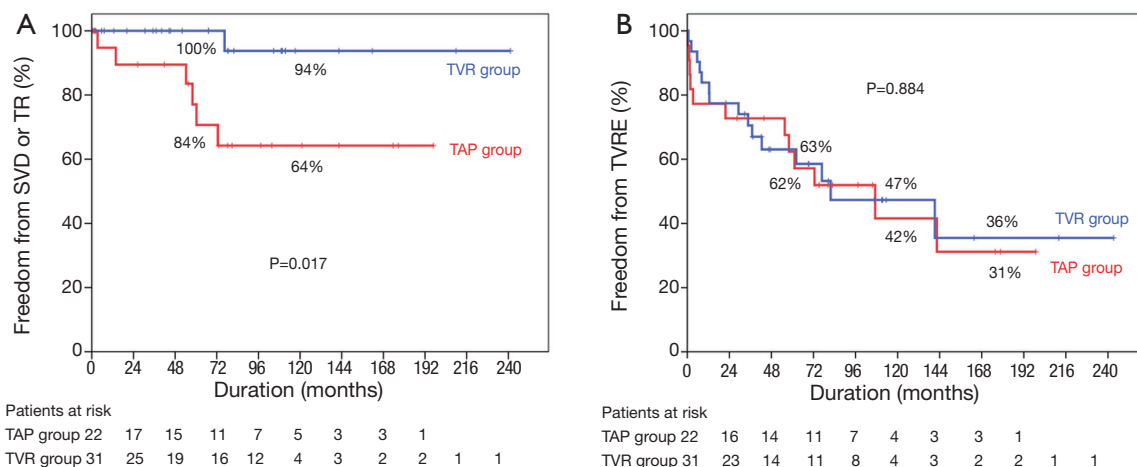 A
Freedom from SVD or TR (%)
100
80
60
40
20
0
100%
94%
TVR group
84%
64%
TAP group
P=0.017
0 24 48 72 96 120 144 168 192 216 240
Duration (months)
Patients at risk
TAP group 22 17 15 11 7 5 3 3 1
TVR group 31 25 19 16 12 4 3 2 2 1 1
B
Freedom from TVRE (%)
100
80
60
40
20
0
P=0.884
63%
62%
47%
42%
36%
TVR group
TAP group
31%
0 24 48 72 96 120 144 168 192 216 240
Duration (months)
Patients at risk
TAP group 22 16 14 11 7 4 3 3 1
TVR group 31 23 14 11 8 4 3 2 2 1 1